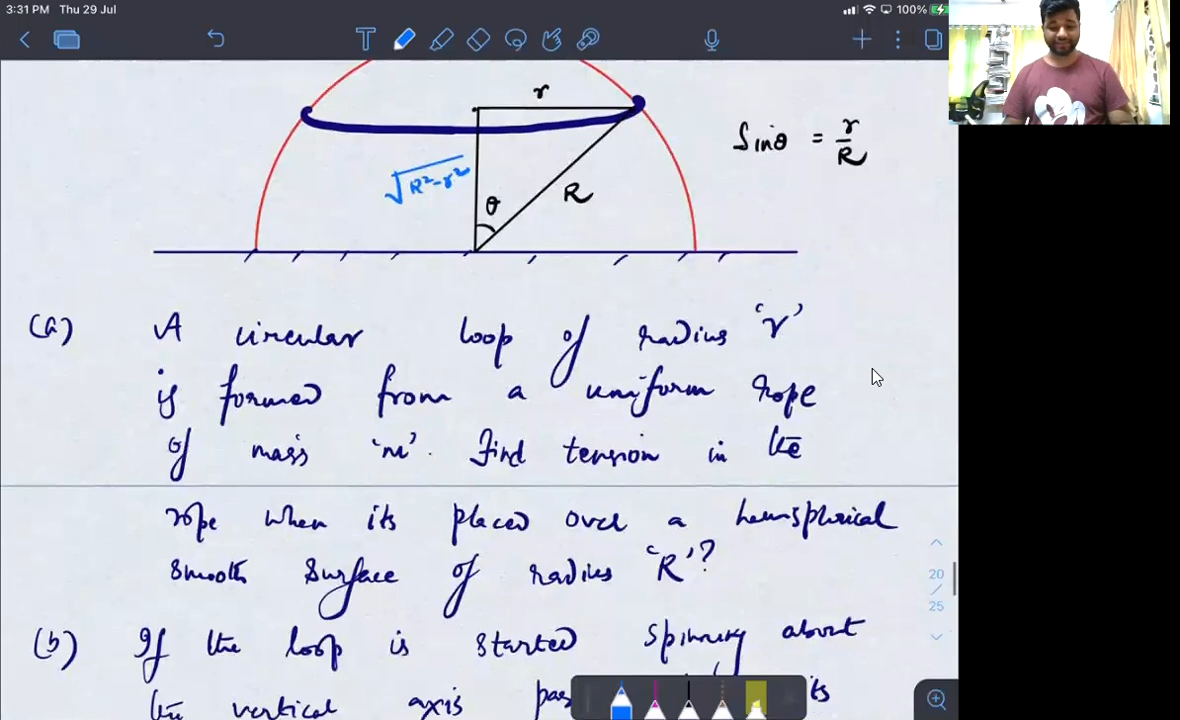 3:31 PM Thu 29 Jul
100%
T
r
Sinθ = r/R
√R²-r²
θ
R
(a) A circular loop of radius 'r'
is formed from a uniform rope
of mass 'm'. Find tension in the
rope when its placed over a hemispherical
smooth surface of radius 'R'?
20
/
25
(b) If the loop is started spinning about
the vertical axis its